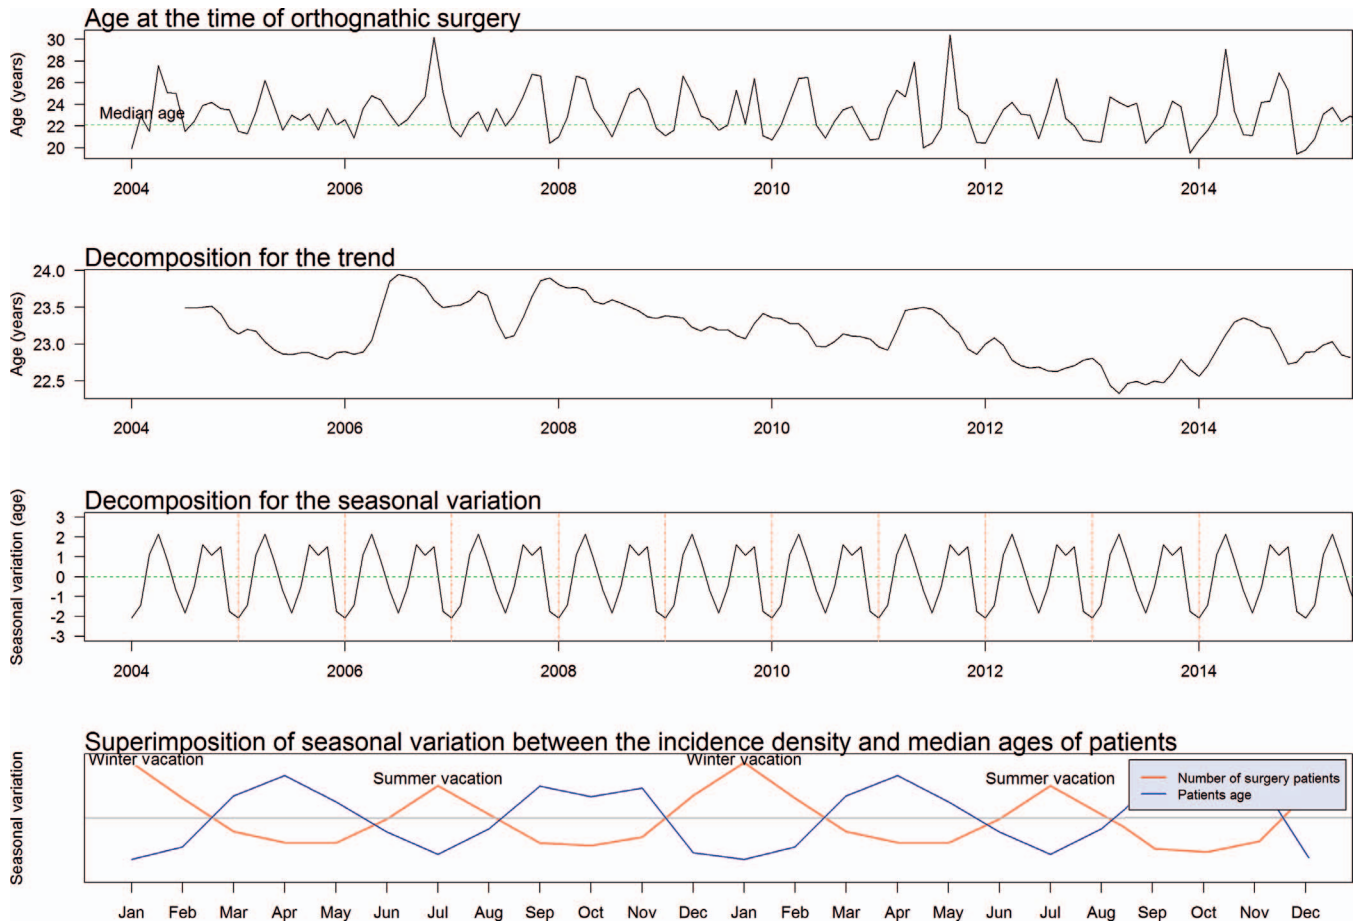 Age at the time of orthognathic surgery
Age (years)
30
28
26
24
22
20
Median age
2004 2006 2008 2010 2012 2014
Decomposition for the trend
Age (years)
24.0
23.5
23.0
22.5
2004 2006 2008 2010 2012 2014
Decomposition for the seasonal variation
Seasonal variation (age)
3
2
1
0
-1
-2
-3
2004 2006 2008 2010 2012 2014
Superimposition of seasonal variation between the incidence density and median ages of patients
Seasonal variation
Winter vacation
Summer vacation
Winter vacation
Summer vacation
Number of surgery patients
Patients age
Jan Feb Mar Apr May Jun Jul Aug Sep Oct Nov Dec Jan Feb Mar Apr May Jun Jul Aug Sep Oct Nov Dec